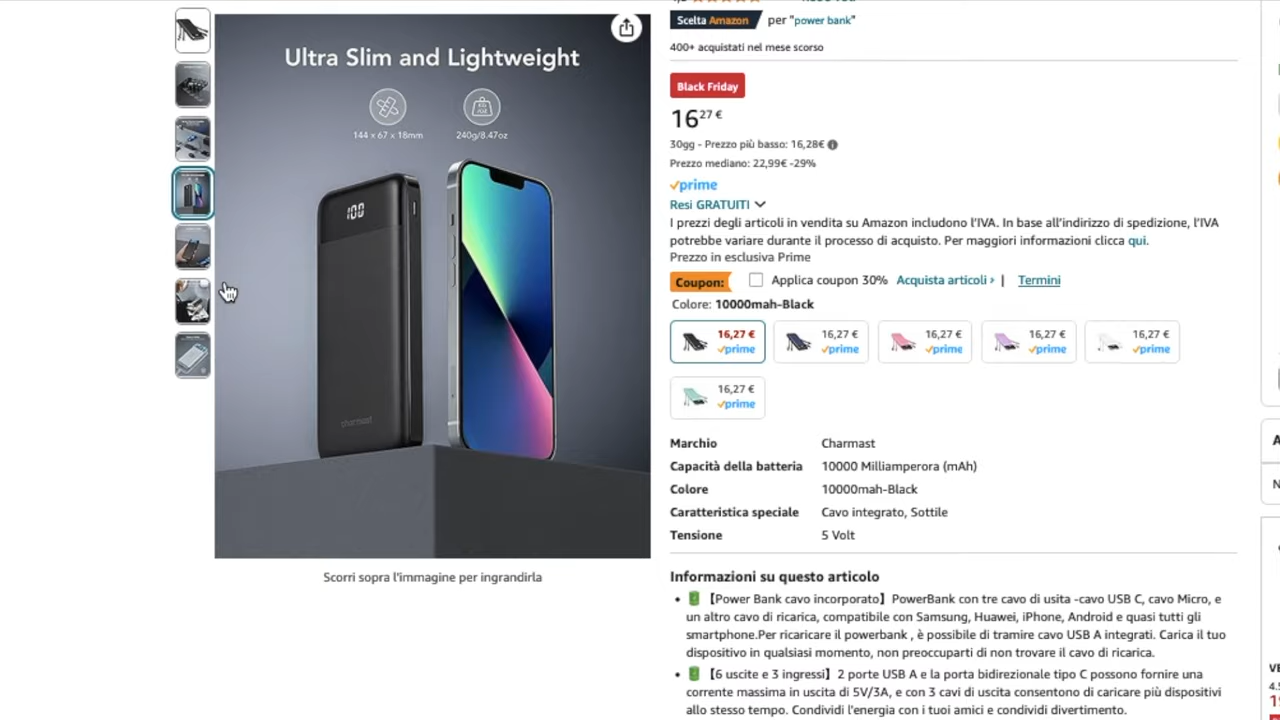 Scelta Amazon per "power bank"
400+ acquistati nel mese scorso
Black Friday
16 27 €
30gg - Prezzo più basso: 16,28€
Prezzo mediano: 22,99€ -29%
prime
Resi GRATUITI
I prezzi degli articoli in vendita su Amazon includono l'IVA. In base all'indirizzo di spedizione, l'IVA
potrebbe variare durante il processo di acquisto. Per maggiori informazioni clicca qui.
Prezzo in esclusiva Prime
Coupon: Applica coupon 30% Acquista articoli › | Termini
Colore: 10000mah-Black
16,27 € 16,27 € 16,27 € 16,27 € 16,27 €
prime prime prime prime prime
16,27 €
prime
Marchio Charmast
Capacità della batteria 10000 Milliamperora (mAh)
Colore 10000mah-Black
Caratteristica speciale Cavo integrato, Sottile
Tensione 5 Volt
Informazioni su questo articolo
• 【Power Bank cavo incorporato】PowerBank con tre cavo di usita -cavo USB C, cavo Micro, e
un altro cavo di ricarica, compatibile con Samsung, Huawei, iPhone, Android e quasi tutti gli
smartphone.Per ricaricare il powerbank , è possibile di tramire cavo USB A integrati. Carica il tuo
dispositivo in qualsiasi momento, non preoccuparti di non trovare il cavo di ricarica.
• 【6 uscite e 3 ingressi】2 porte USB A e la porta bidirezionale tipo C possono fornire una
corrente massima in uscita di 5V/3A, e con 3 cavi di uscita consentono di caricare più dispositivi
allo stesso tempo. Condividi l'energia con i tuoi amici e condividi divertimento.
Ultra Slim and Lightweight
144 x 67 x 18mm 240g/8.47oz
100
charmast
Scorri sopra l'immagine per ingrandirla